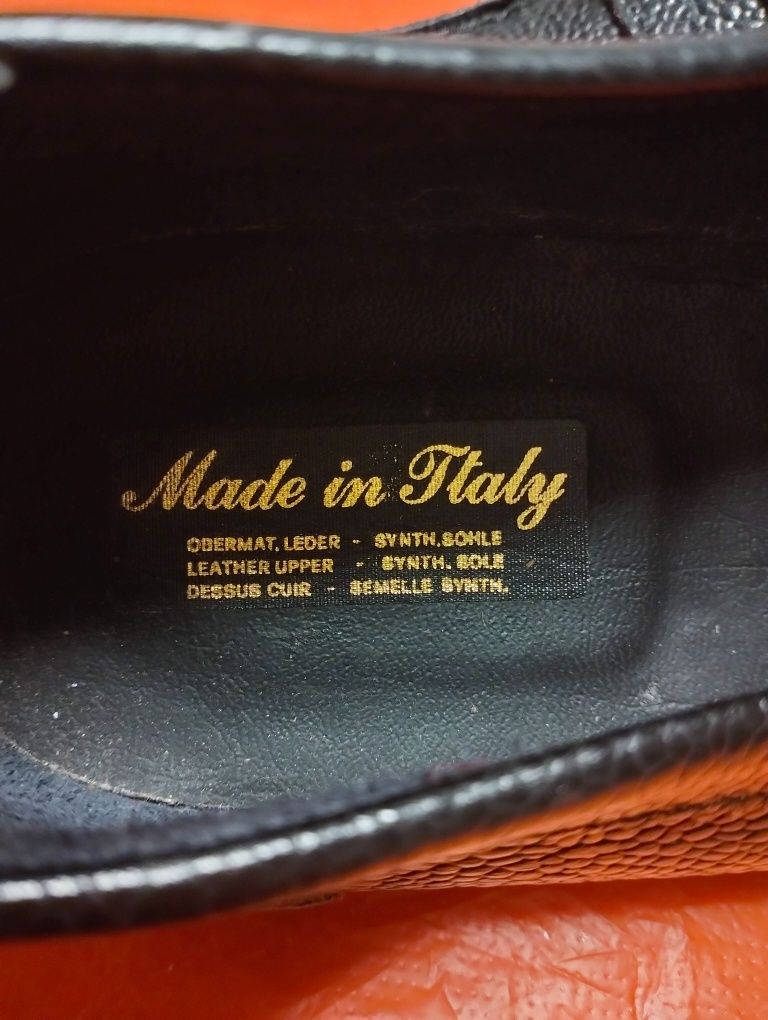 Made in Italy
OBERMAT. LEDER - SYNTH. SOHLE
LEATHER UPPER - SYNTH. SOLE
DESSUS CUIR - SEMELLE SYNTH.